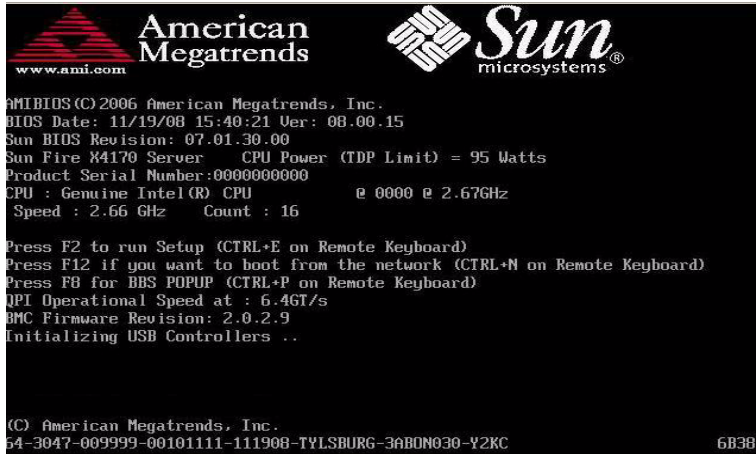 American
Megatrends
www.ami.com
Sun®
microsystems
AMIBIOS(C)2006 American Megatrends, Inc.
BIOS Date: 11/19/08 15:40:21 Ver: 08.00.15
Sun BIOS Revision: 07.01.30.00
Sun Fire X4170 Server    CPU Power (TDP Limit) = 95 Watts
Product Serial Number:0000000000
CPU : Genuine Intel(R) CPU             @ 0000 @ 2.67GHz
 Speed : 2.66 GHz    Count : 16
Press F2 to run Setup (CTRL+E on Remote Keyboard)
Press F12 if you want to boot from the network (CTRL+N on Remote Keyboard)
Press F8 for BBS POPUP (CTRL+P on Remote Keyboard)
QPI Operational Speed at : 6.4GT/s
BMC Firmware Revision: 2.0.2.9
Initializing USB Controllers ..
(C) American Megatrends, Inc.
64-3047-009999-00101111-111908-TYLSBURG-3ABON030-Y2KC    6B38